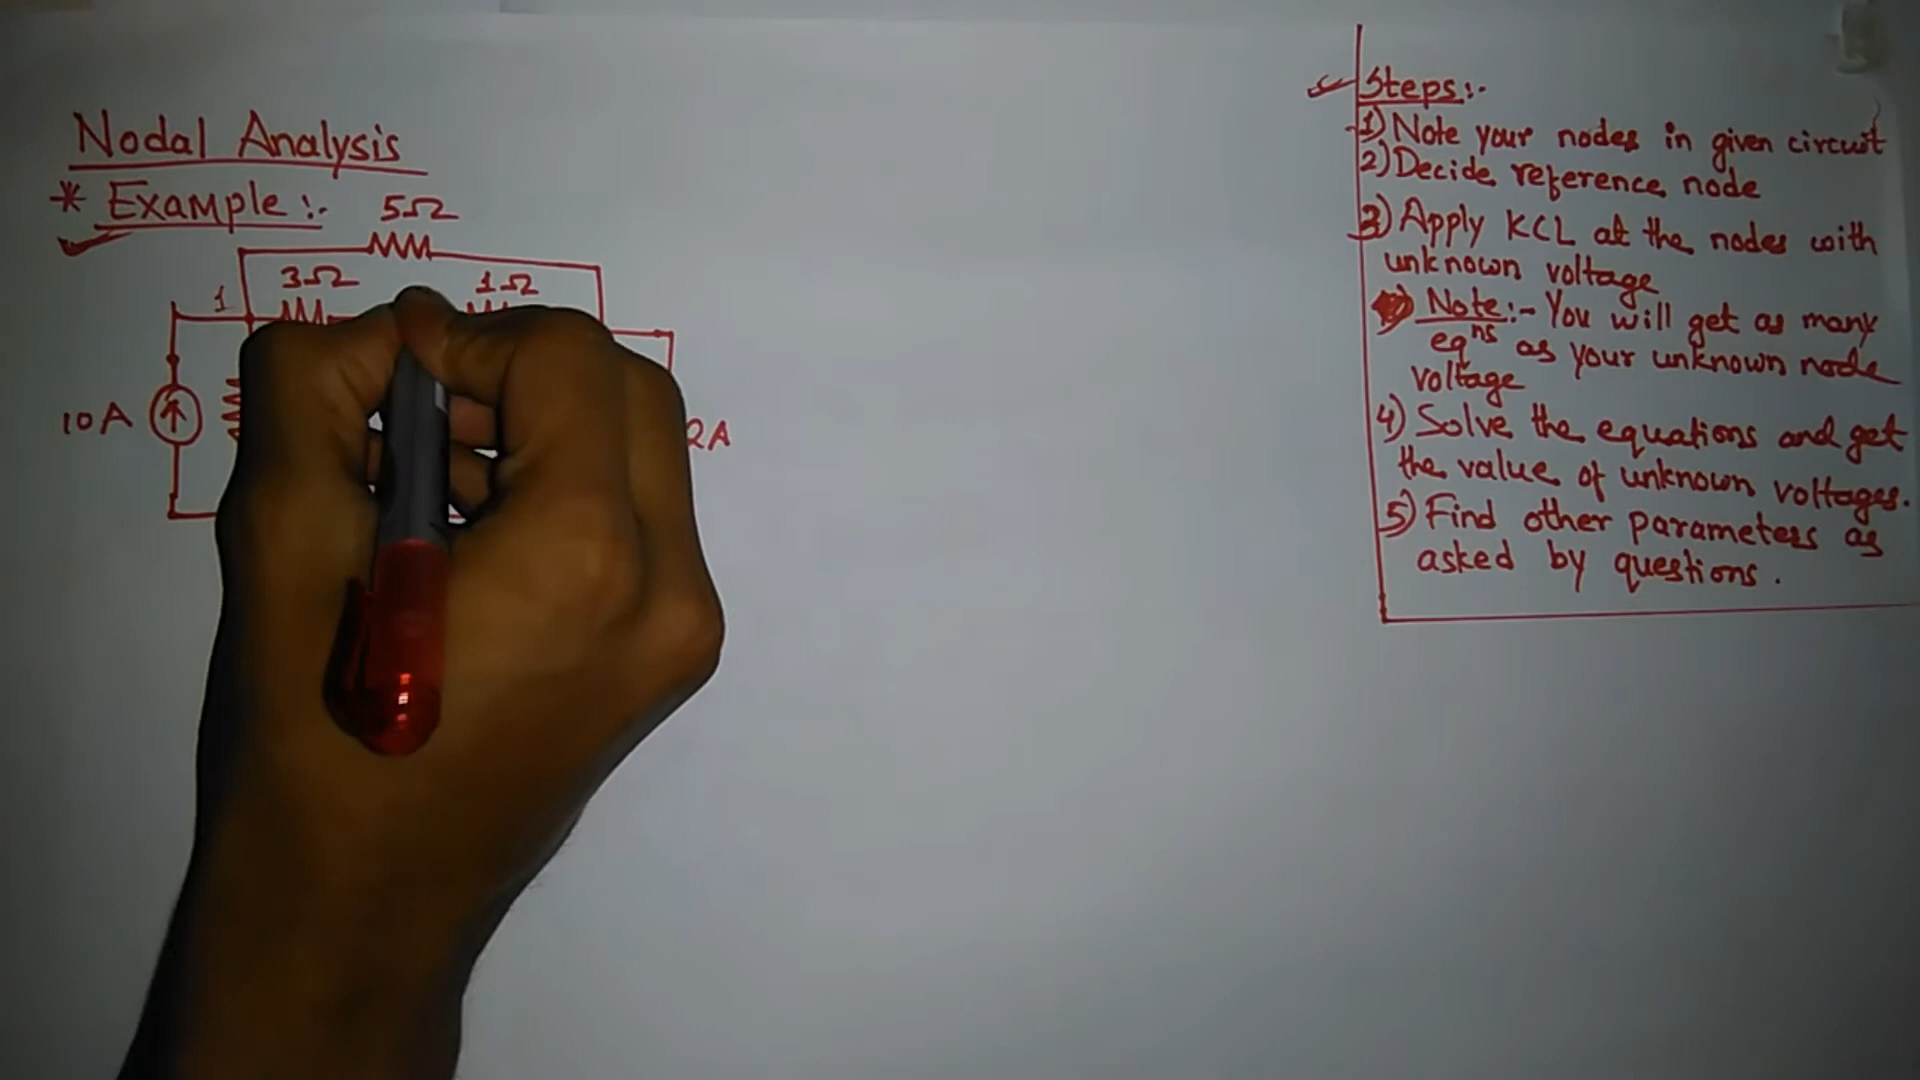 Nodal Analysis
* Example :-
5Ω
3Ω
1Ω
1
10A
2A
Steps:-
1) Note your nodes in given circuit
2) Decide reference node
3) Apply KCL at the nodes with
unknown voltage
Note:- You will get as many
eqns as your unknown node
voltage
4) Solve the equations and get
the value of unknown voltages.
5) Find other parameters as
asked by questions.